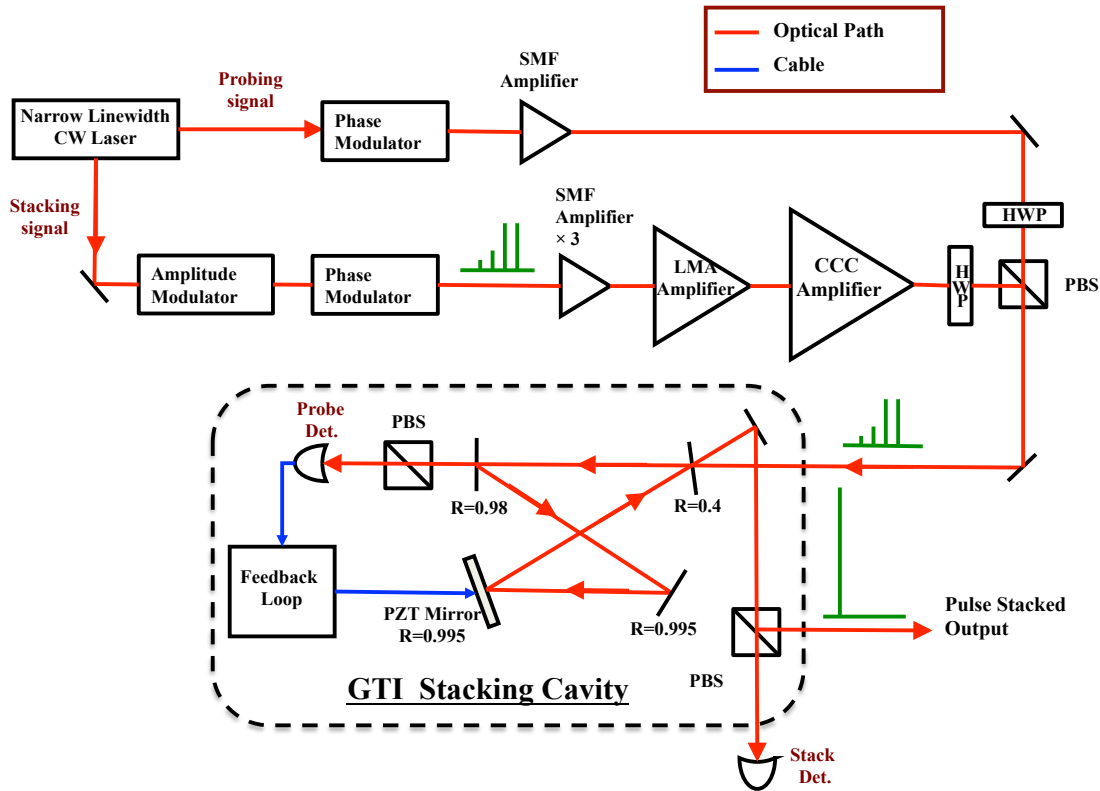 Optical Path
Cable
SMF
Amplifier
Probing
signal
Narrow Linewidth
CW Laser
Phase
Modulator
HWP
Stacking
signal
SMF
Amplifier
× 3
Amplitude
Modulator
Phase
Modulator
LMA
Amplifier
CCC
Amplifier
HWP
PBS
Probe
Det.
PBS
R=0.98
R=0.4
Feedback
Loop
PZT Mirror
R=0.995
R=0.995
Pulse Stacked
Output
PBS
GTI Stacking Cavity
Stack
Det.